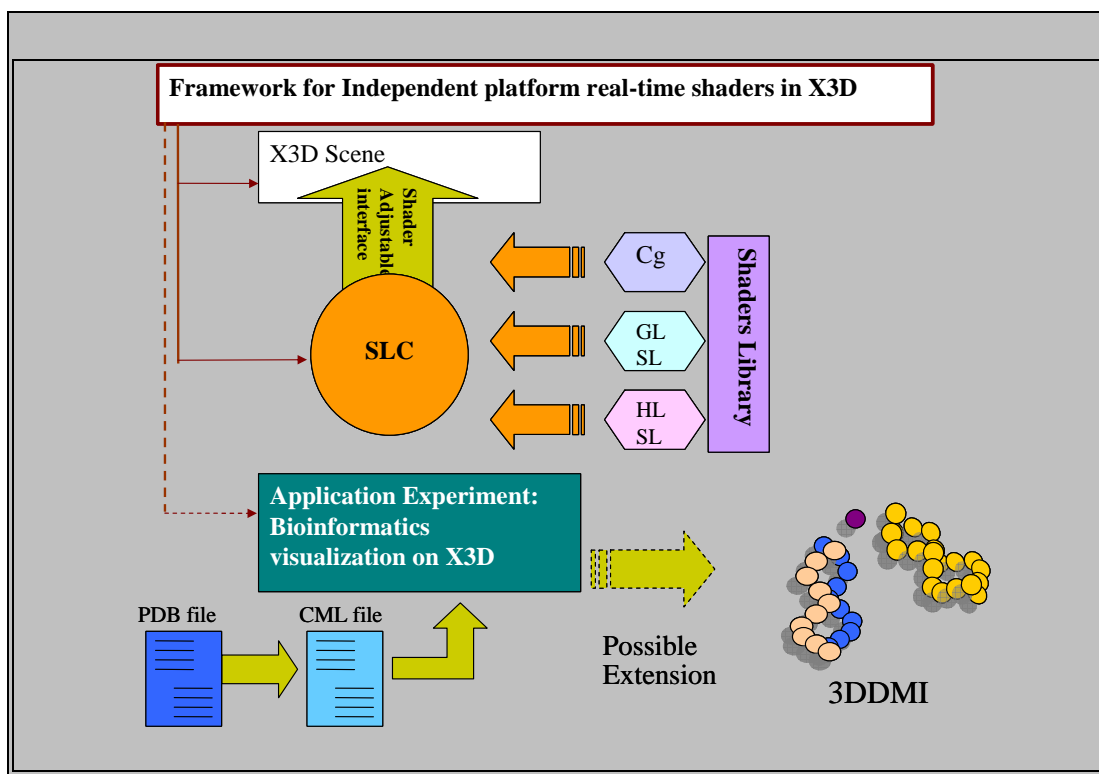 Framework for Independent platform real-time shaders in X3D
X3D Scene
Shader
Adjustable
interface
SLC
Cg
GL
SL
HL
SL
Shaders Library
Application Experiment:
Bioinformatics
visualization on X3D
PDB file
CML file
Possible
Extension
3DDMI